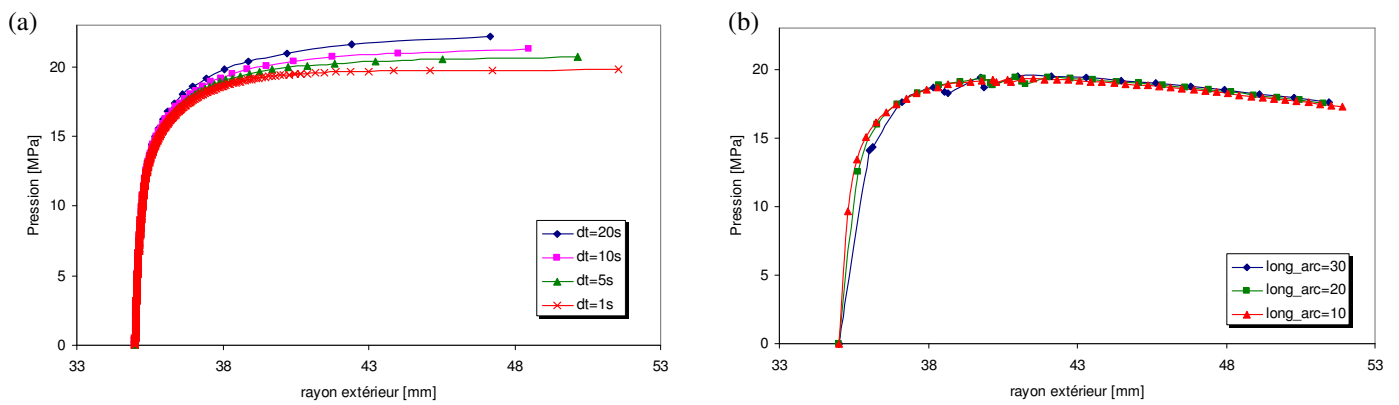 (a)
Pression [MPa]
20
15
10
5
0
33
38
43
48
53
rayon extérieur [mm]
dt=20s
dt=10s
dt=5s
dt=1s
(b)
Pression [MPa]
20
15
10
5
0
33
38
43
48
53
rayon extérieur [mm]
long_arc=30
long_arc=20
long_arc=10